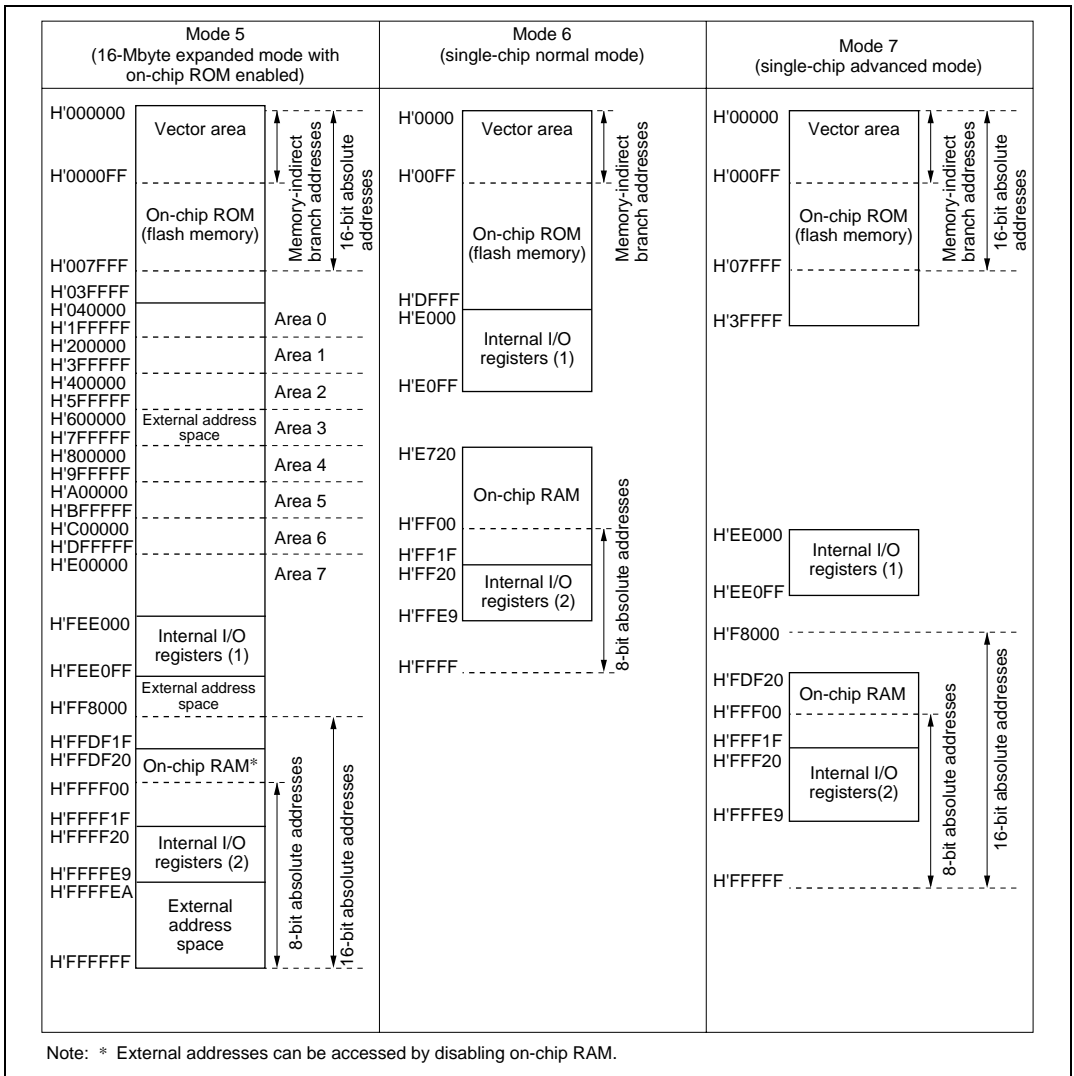 Mode 5
(16-Mbyte expanded mode with
on-chip ROM enabled)
H'000000
Vector area
H'0000FF
On-chip ROM
(flash memory)
H'007FFF
H'03FFFF
H'040000
Area 0
H'1FFFFF
H'200000
Area 1
H'3FFFFF
H'400000
Area 2
H'5FFFFF
H'600000
External address
space
Area 3
H'7FFFFF
H'800000
Area 4
H'9FFFFF
H'A00000
Area 5
H'BFFFFF
H'C00000
Area 6
H'DFFFFF
H'E00000
Area 7
H'FEE000
Internal I/O
registers (1)
H'FEE0FF
External address
space
H'FF8000
H'FFDF1F
H'FFDF20
On-chip RAM*
H'FFFF00
H'FFFF1F
H'FFFF20
Internal I/O
registers (2)
H'FFFFE9
H'FFFFEA
External
address
space
H'FFFFFF
Memory-indirect
branch addresses
16-bit absolute
addresses
8-bit absolute addresses
16-bit absolute addresses
Mode 6
(single-chip normal mode)
H'0000
Vector area
H'00FF
On-chip ROM
(flash memory)
H'DFFF
H'E000
Internal I/O
registers (1)
H'E0FF
H'E720
On-chip RAM
H'FF00
H'FF1F
H'FF20
Internal I/O
registers (2)
H'FFE9
H'FFFF
Memory-indirect
branch addresses
8-bit absolute addresses
Mode 7
(single-chip advanced mode)
H'00000
Vector area
H'000FF
On-chip ROM
(flash memory)
H'07FFF
H'3FFFF
H'EE000
Internal I/O
registers (1)
H'EE0FF
H'F8000
H'FDF20
On-chip RAM
H'FFF00
H'FFF1F
H'FFF20
Internal I/O
registers(2)
H'FFFE9
H'FFFFF
Memory-indirect
branch addresses
16-bit absolute
addresses
8-bit absolute addresses
16-bit absolute addresses
Note: * External addresses can be accessed by disabling on-chip RAM.